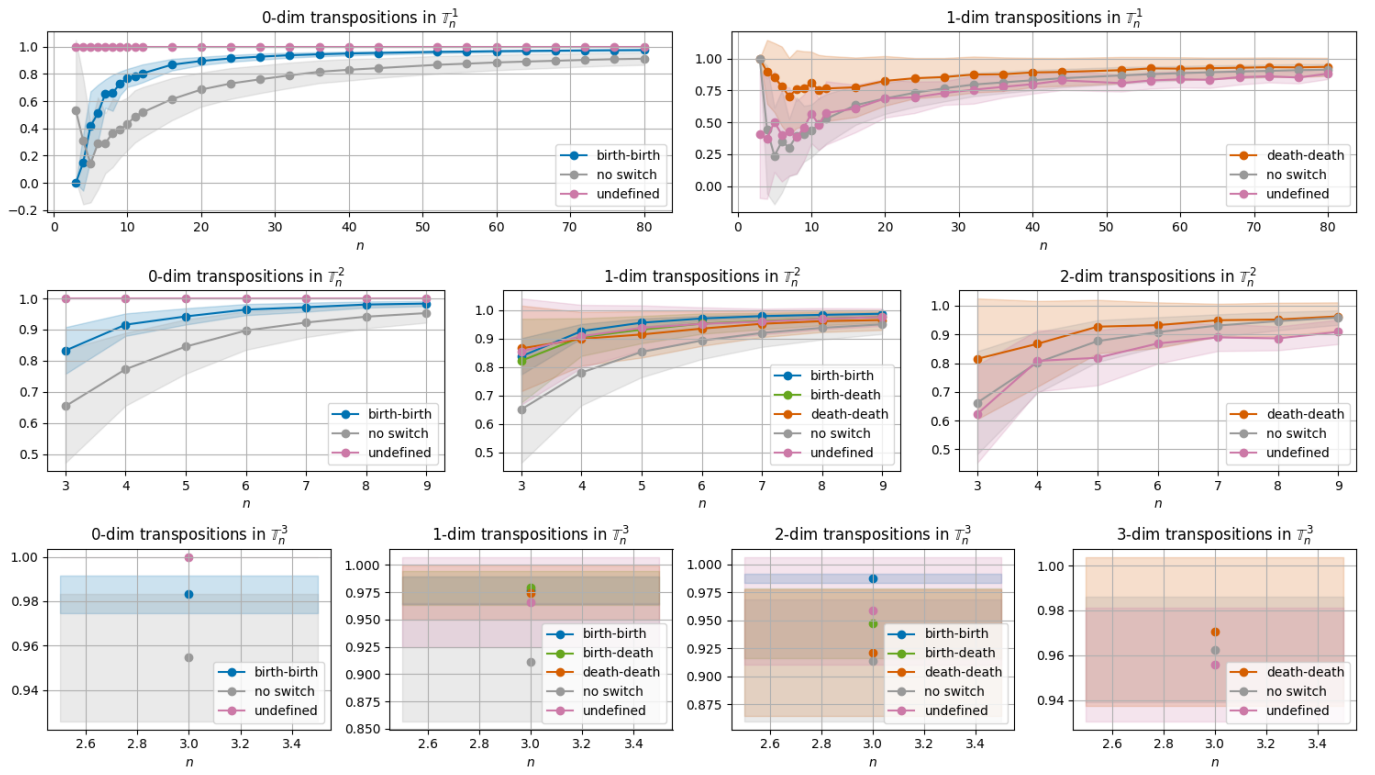 0-dim transpositions in 𝕋ₙ¹
1.0
0.8
0.6
0.4
0.2
0.0
−0.2
birth-birth
no switch
undefined
0 10 20 30 40 50 60 70 80
n
1-dim transpositions in 𝕋ₙ¹
1.00
0.75
0.50
0.25
0.00
death-death
no switch
undefined
0 10 20 30 40 50 60 70 80
n
0-dim transpositions in 𝕋ₙ²
1.0
0.9
0.8
0.7
0.6
0.5
birth-birth
no switch
undefined
3 4 5 6 7 8 9
n
1-dim transpositions in 𝕋ₙ²
1.0
0.9
0.8
0.7
0.6
0.5
birth-birth
birth-death
death-death
no switch
undefined
3 4 5 6 7 8 9
n
2-dim transpositions in 𝕋ₙ²
1.0
0.9
0.8
0.7
0.6
0.5
death-death
no switch
undefined
3 4 5 6 7 8 9
n
0-dim transpositions in 𝕋ₙ³
1.00
0.98
0.96
0.94
birth-birth
no switch
undefined
2.6 2.8 3.0 3.2 3.4
n
1-dim transpositions in 𝕋ₙ³
1.000
0.975
0.950
0.925
0.900
0.875
0.850
birth-birth
birth-death
death-death
no switch
undefined
2.6 2.8 3.0 3.2 3.4
n
2-dim transpositions in 𝕋ₙ³
1.000
0.975
0.950
0.925
0.900
0.875
birth-birth
birth-death
death-death
no switch
undefined
2.6 2.8 3.0 3.2 3.4
n
3-dim transpositions in 𝕋ₙ³
1.00
0.98
0.96
0.94
death-death
no switch
undefined
2.6 2.8 3.0 3.2 3.4
n